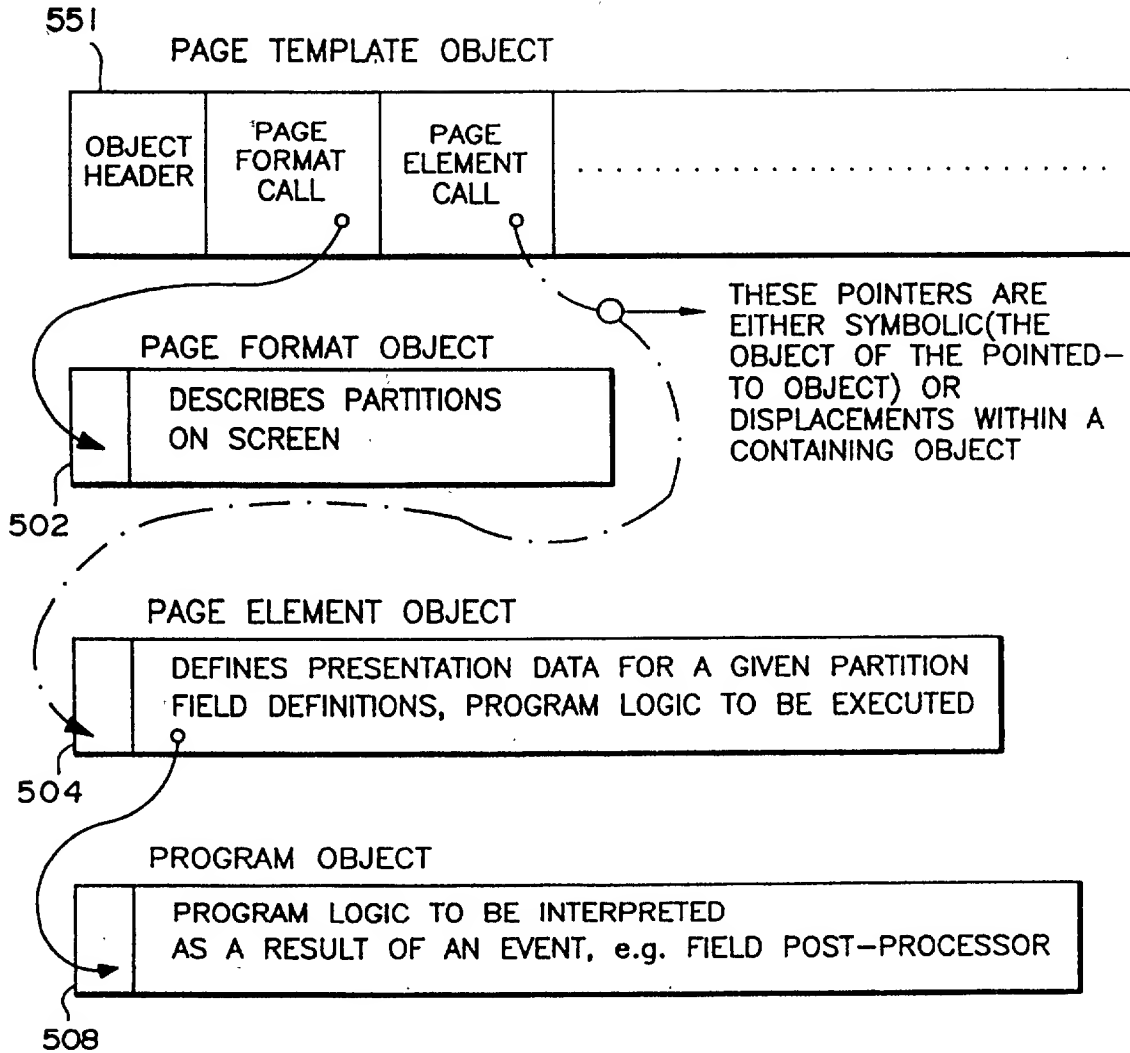 551
PAGE TEMPLATE OBJECT
OBJECT
HEADER
PAGE
FORMAT
CALL
PAGE
ELEMENT
CALL
..............................
THESE POINTERS ARE
EITHER SYMBOLIC(THE
OBJECT OF THE POINTED-
TO OBJECT) OR
DISPLACEMENTS WITHIN A
CONTAINING OBJECT
PAGE FORMAT OBJECT
DESCRIBES PARTITIONS
ON SCREEN
502
PAGE ELEMENT OBJECT
DEFINES PRESENTATION DATA FOR A GIVEN PARTITION
FIELD DEFINITIONS, PROGRAM LOGIC TO BE EXECUTED
504
PROGRAM OBJECT
PROGRAM LOGIC TO BE INTERPRETED
AS A RESULT OF AN EVENT, e.g. FIELD POST-PROCESSOR
508